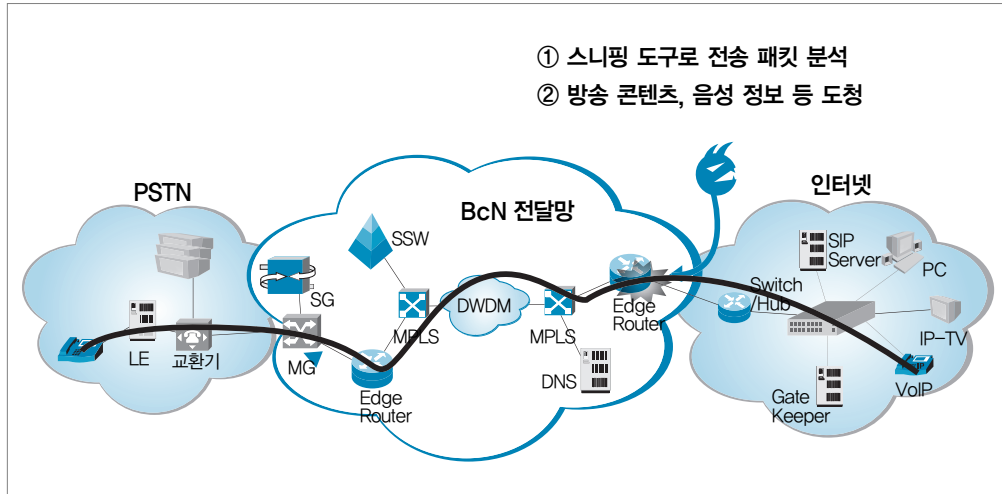 ① 스니핑 도구로 전송 패킷 분석
② 방송 콘텐츠, 음성 정보 등 도청
PSTN
BcN 전달망
인터넷
SSW
SG
LE
교환기
MG
MPLS
DWDM
MPLS
Edge
Router
Edge
Router
DNS
Switch
/Hub
SIP
Server
PC
IP-TV
VoIP
Gate
Keeper